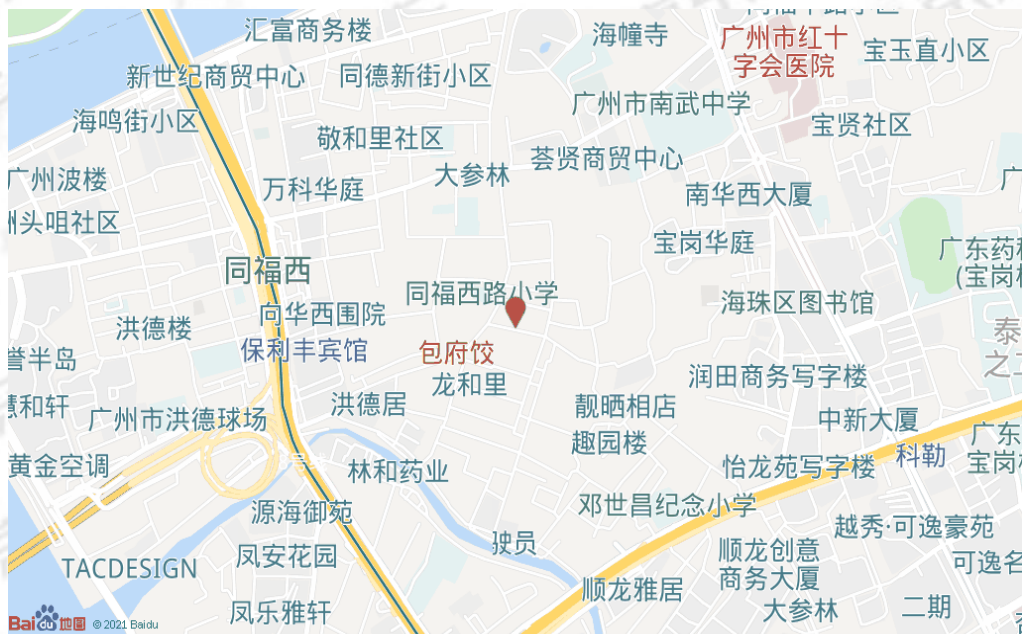 汇富商务楼
海幢寺
广州市红十
字会医院
宝玉直小区
新世纪商贸中心
同德新街小区
广州市南武中学
海鸣街小区
敬和里社区
宝贤社区
荟贤商贸中心
广州波楼
万科华庭
大参林
南华西大厦
广
州头咀社区
宝岗华庭
广东药科
(宝岗校
同福西
同福西路小学
海珠区图书馆
向华西围院
洪德楼
泰
之二
誉半岛
保利丰宾馆
包府饺
龙和里
润田商务写字楼
慧和轩
广州市洪德球场
洪德居
靓晒相店
中新大厦
趣园楼
广东
宝岗校
黄金空调
林和药业
怡龙苑写字楼
科勒
源海御苑
邓世昌纪念小学
越秀·可逸豪苑
TACDESIGN
凤安花园
驶员
顺龙创意
商务大厦
可逸名
顺龙雅居
凤乐雅轩
大参林
二期
Bai du 地图 © 2021 Baidu